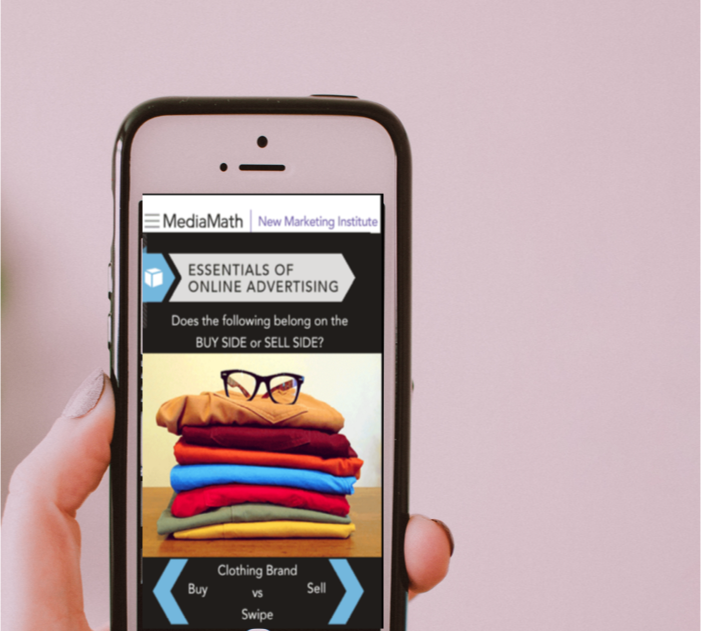 MediaMath | New Marketing Institute
ESSENTIALS OF
ONLINE ADVERTISING
Does the following belong on the
BUY SIDE or SELL SIDE?
Clothing Brand
Buy vs Sell
Swipe